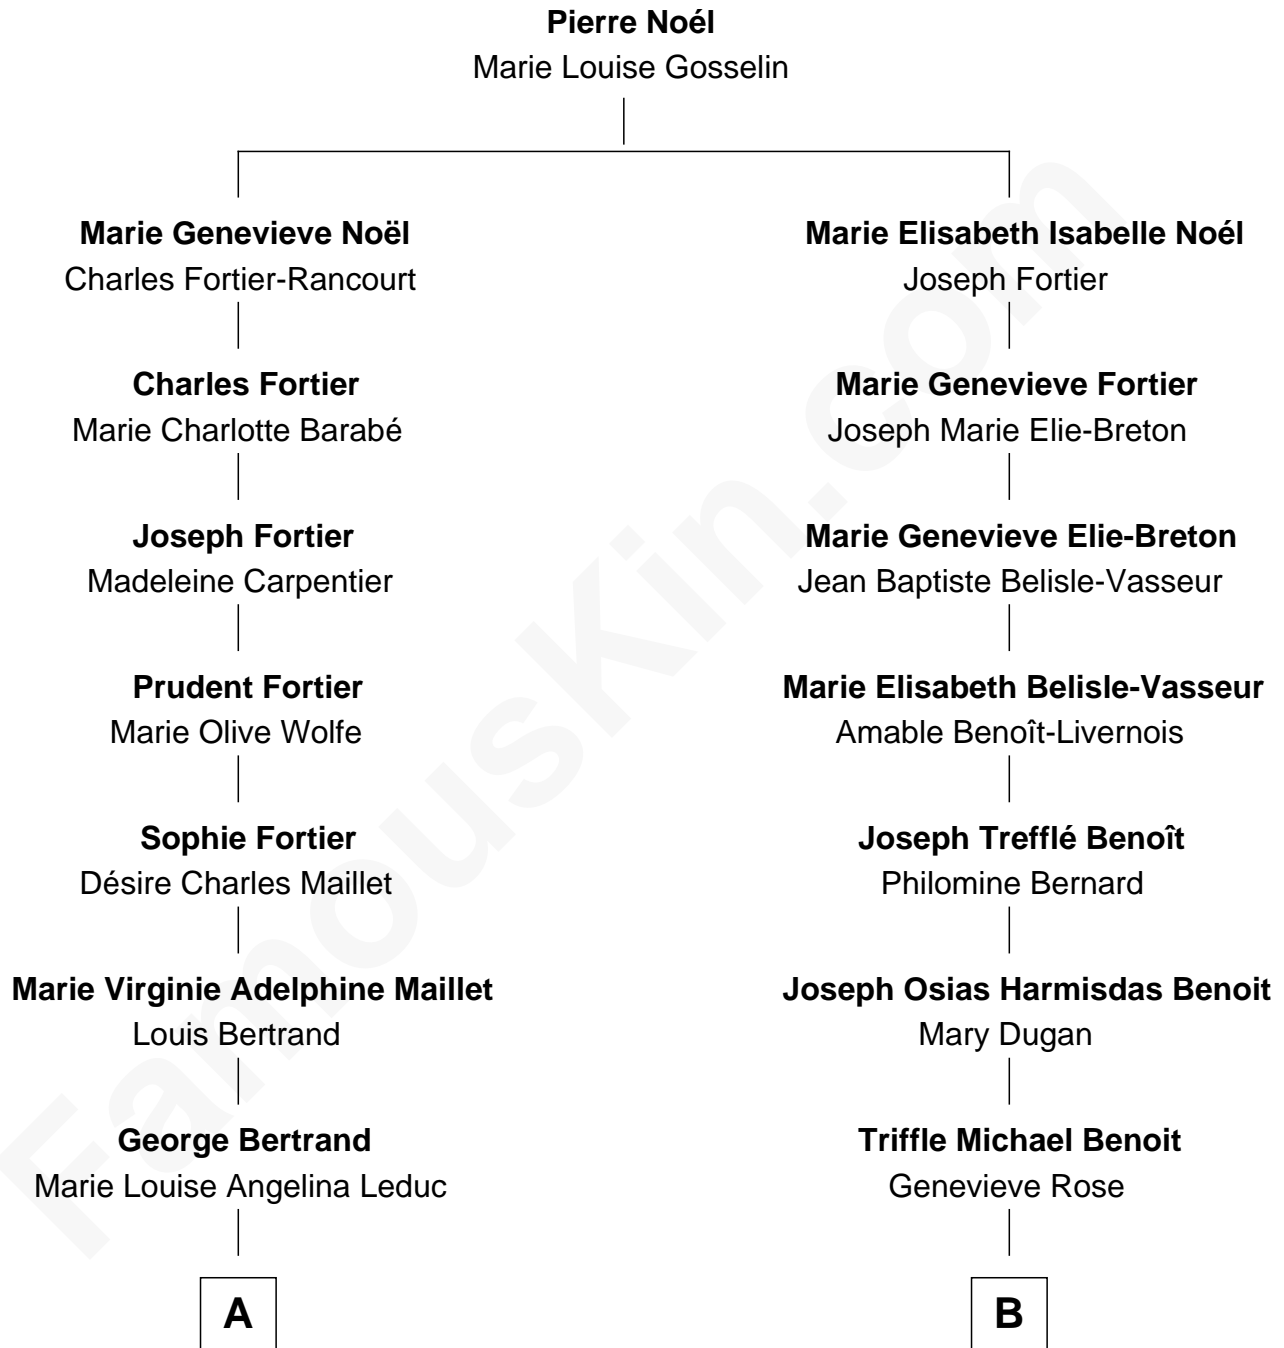 Pierre Noél
Marie Louise Gosselin
Marie Genevieve Noël
Charles Fortier-Rancourt
Charles Fortier
Marie Charlotte Barabé
Joseph Fortier
Madeleine Carpentier
Prudent Fortier
Marie Olive Wolfe
Sophie Fortier
Désire Charles Maillet
Marie Virginie Adelphine Maillet
Louis Bertrand
George Bertrand
Marie Louise Angelina Leduc
A
Marie Elisabeth Isabelle Noél
Joseph Fortier
Marie Genevieve Fortier
Joseph Marie Elie-Breton
Marie Genevieve Elie-Breton
Jean Baptiste Belisle-Vasseur
Marie Elisabeth Belisle-Vasseur
Amable Benoît-Livernois
Joseph Trefflé Benoît
Philomine Bernard
Joseph Osias Harmisdas Benoit
Mary Dugan
Triffle Michael Benoit
Genevieve Rose
B
FamousKin.com